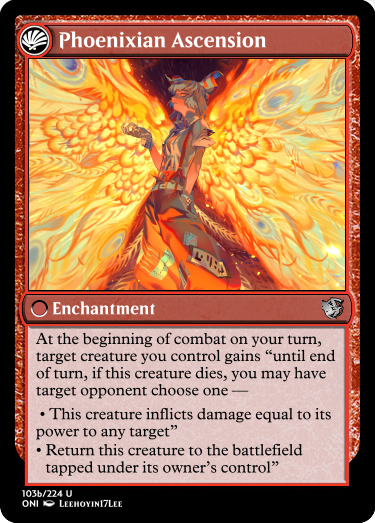 Phoenixian Ascension
Enchantment
At the beginning of combat on your turn,
target creature you control gains “until end
of turn, if this creature dies, you may have
target opponent choose one —
• This creature inflicts damage equal to its
power to any target”
• Return this creature to the battlefield
tapped under its owner’s control”
103b/224 U
ONI Leehoyin17Lee